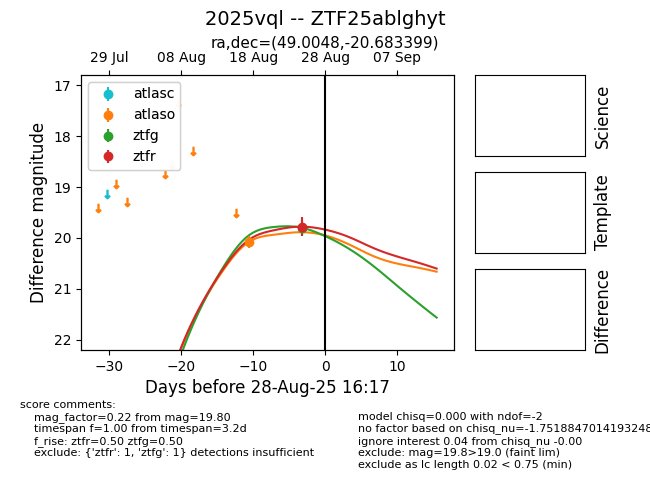 2025vql -- ZTF25ablghyt
ra,dec=(49.0048,-20.683399)
29 Jul 08 Aug 18 Aug 28 Aug 07 Sep
atlasc
atlaso
ztfg
ztfr
17
18
19
20
21
22
Difference magnitude
−30 −20 −10 0 10
Days before 28-Aug-25 16:17
Science
Template
Difference
score comments:
mag_factor=0.22 from mag=19.80
timespan f=1.00 from timespan=3.2d
f_rise: ztfr=0.50 ztfg=0.50
exclude: {'ztfr': 1, 'ztfg': 1} detections insufficient
model chisq=0.000 with ndof=-2
no factor based on chisq_nu=-1.7518847014193248
ignore interest 0.04 from chisq_nu -0.00
exclude: mag=19.8>19.0 (faint lim)
exclude as lc length 0.02 < 0.75 (min)